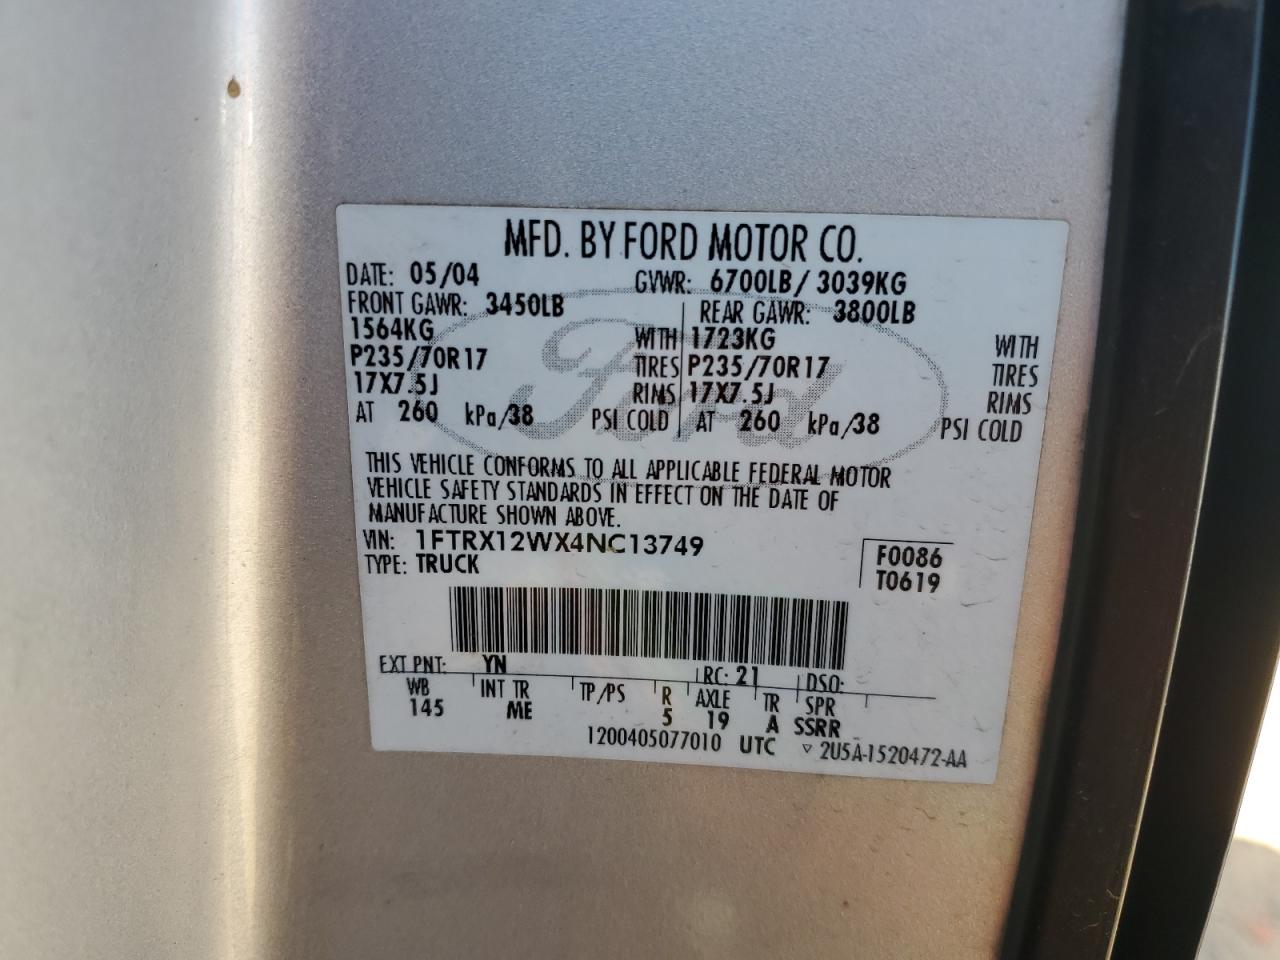 MFD. BY FORD MOTOR CO.
DATE: 05/04 GVWR: 6700LB/ 3039KG
FRONT GAWR: 3450LB REAR GAWR: 3800LB
1564KG WITH 1723KG WITH
P235/70R17 TIRES P235/70R17 TIRES
17X7.5J RIMS 17X7.5J RIMS
AT 260 kPa/38 PSI COLD AT 260 kPa/38 PSI COLD
Ford
THIS VEHICLE CONFORMS TO ALL APPLICABLE FEDERAL MOTOR
VEHICLE SAFETY STANDARDS IN EFFECT ON THE DATE OF
MANUFACTURE SHOWN ABOVE.
VIN: 1FTRX12WX4NC13749 F0086
TYPE: TRUCK T0619
EXT PNT: YN RC: 21 DSO:
WB INT TR TP/PS R AXLE TR SPR
145 ME 5 19 A SSRR
1200405077010 UTC ▽ 2U5A-1520472-AA